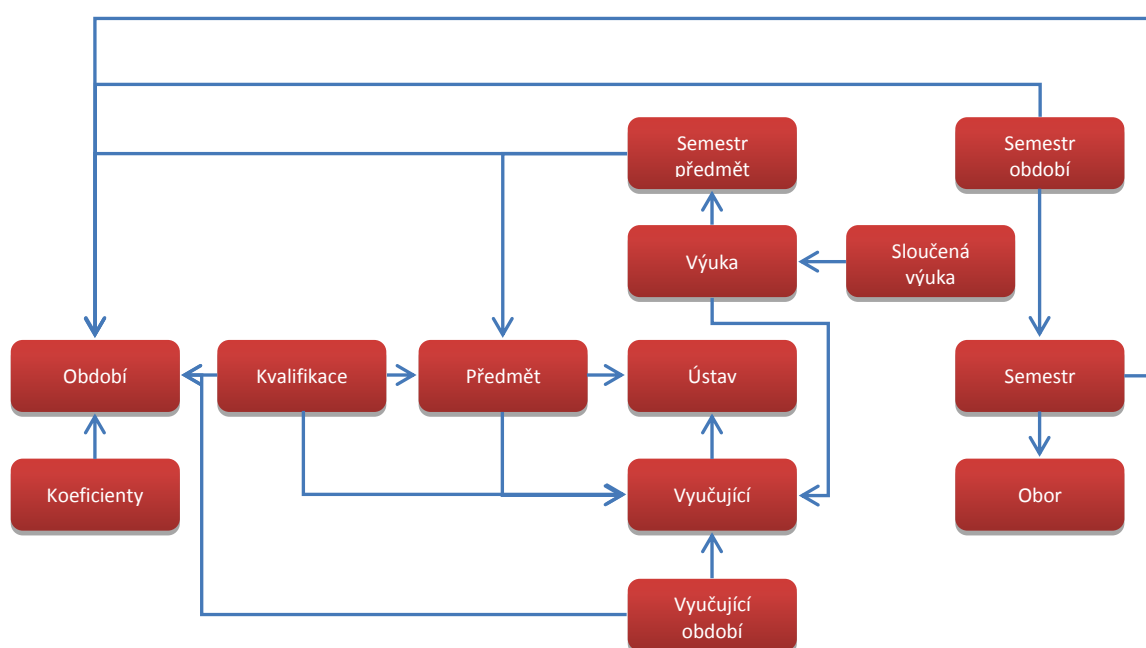 Semestr
předmět
Semestr
období
Výuka
Sloučená
výuka
Období
Kvalifikace
Předmět
Ústav
Semestr
Koeficienty
Vyučující
Obor
Vyučující
období